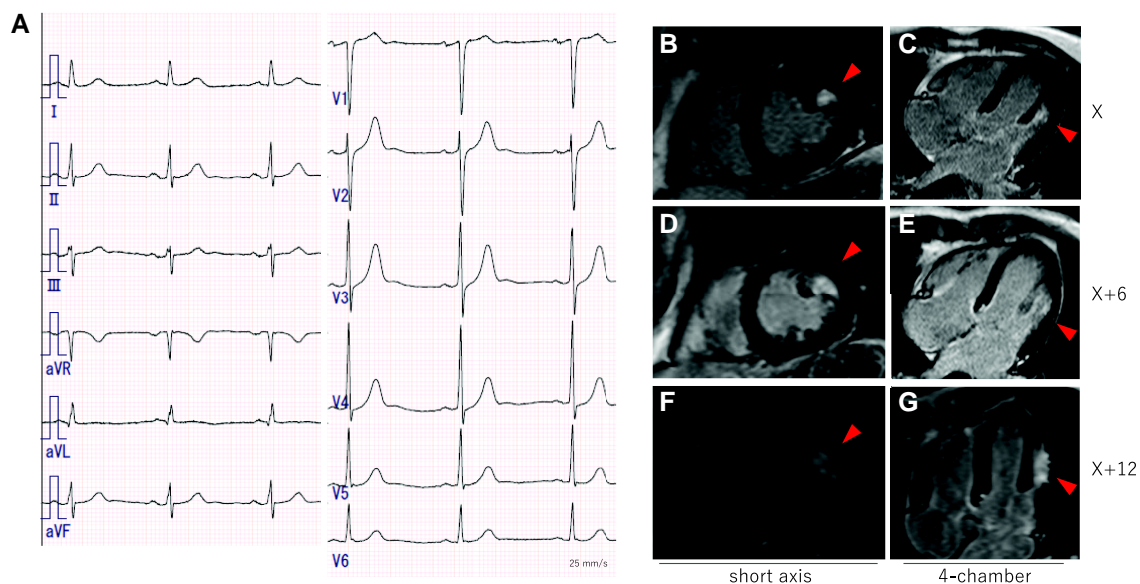 A
I
II
III
aVR
aVL
aVF
V1
V2
V3
V4
V5
V6
25 mm/s
B
C
X
D
E
X+6
F
G
X+12
short axis
4-chamber